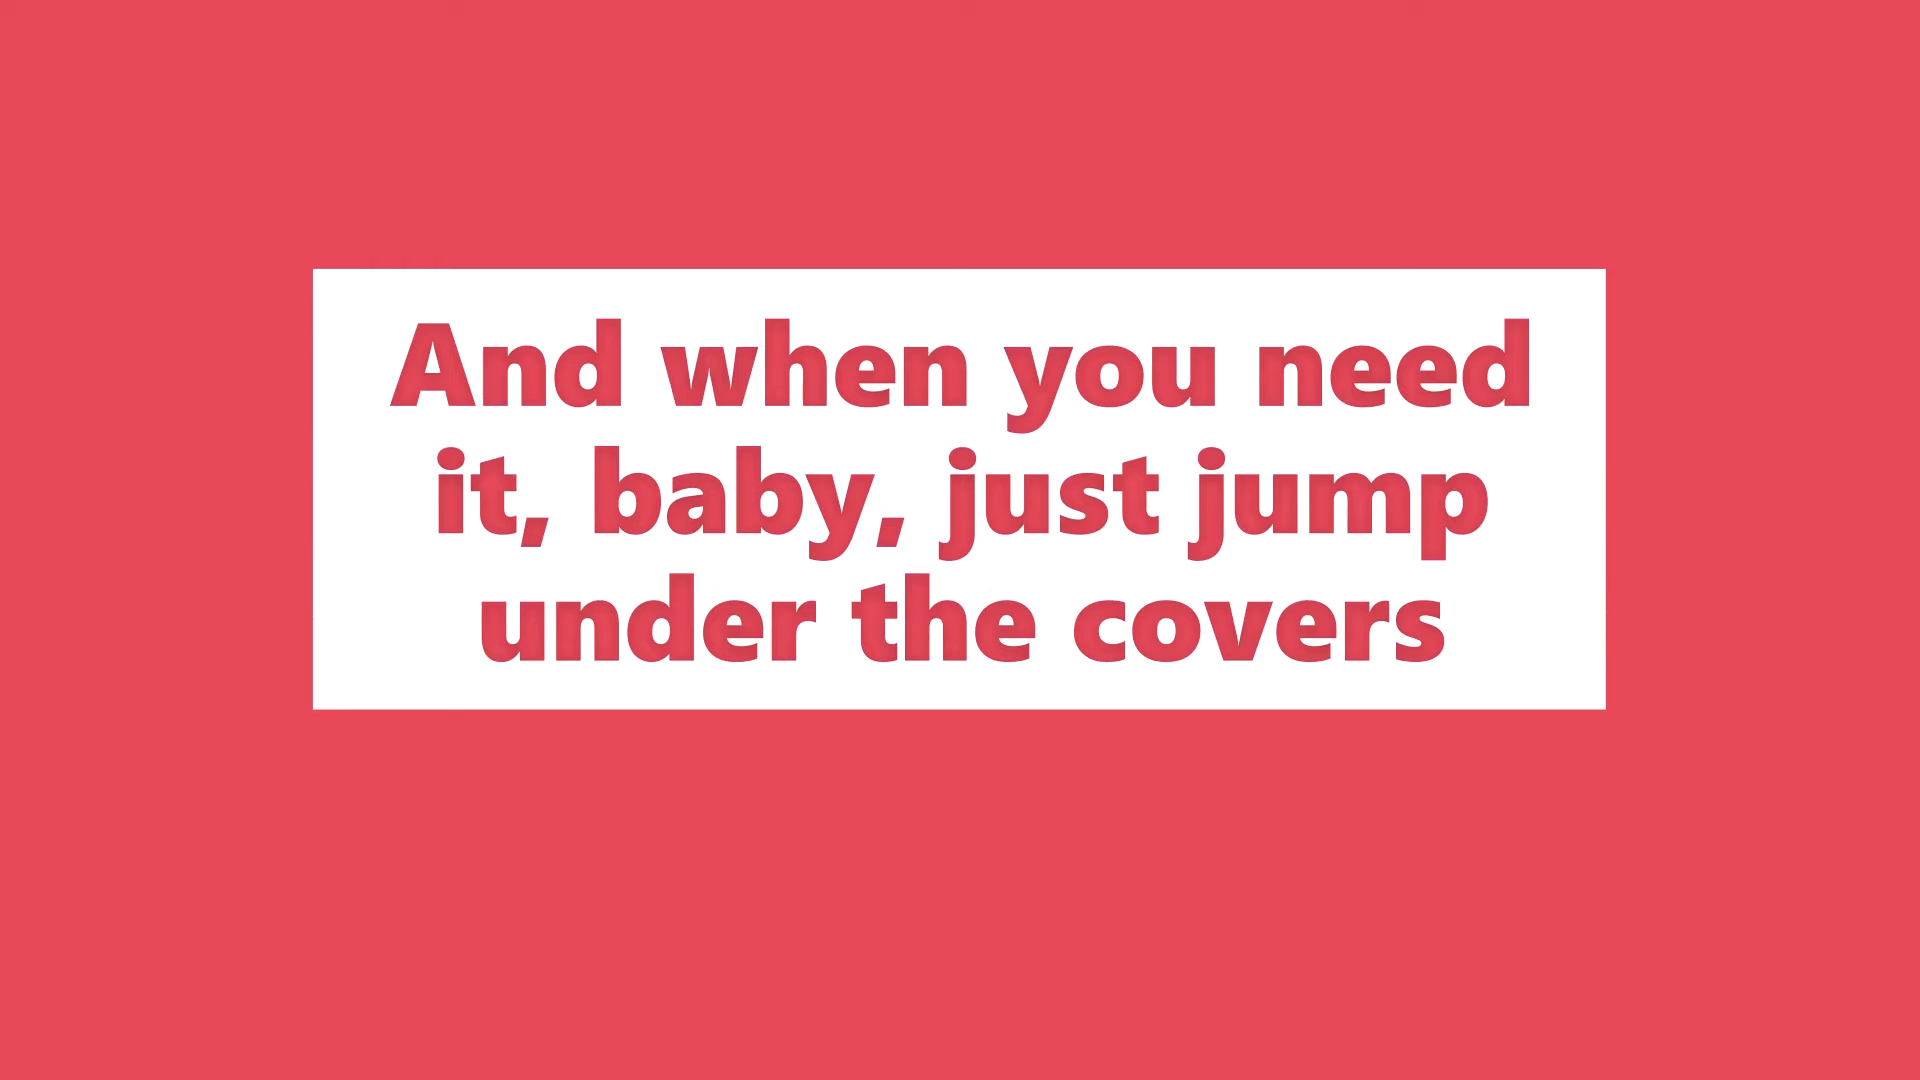 And when you need
it, baby, just jump
under the covers